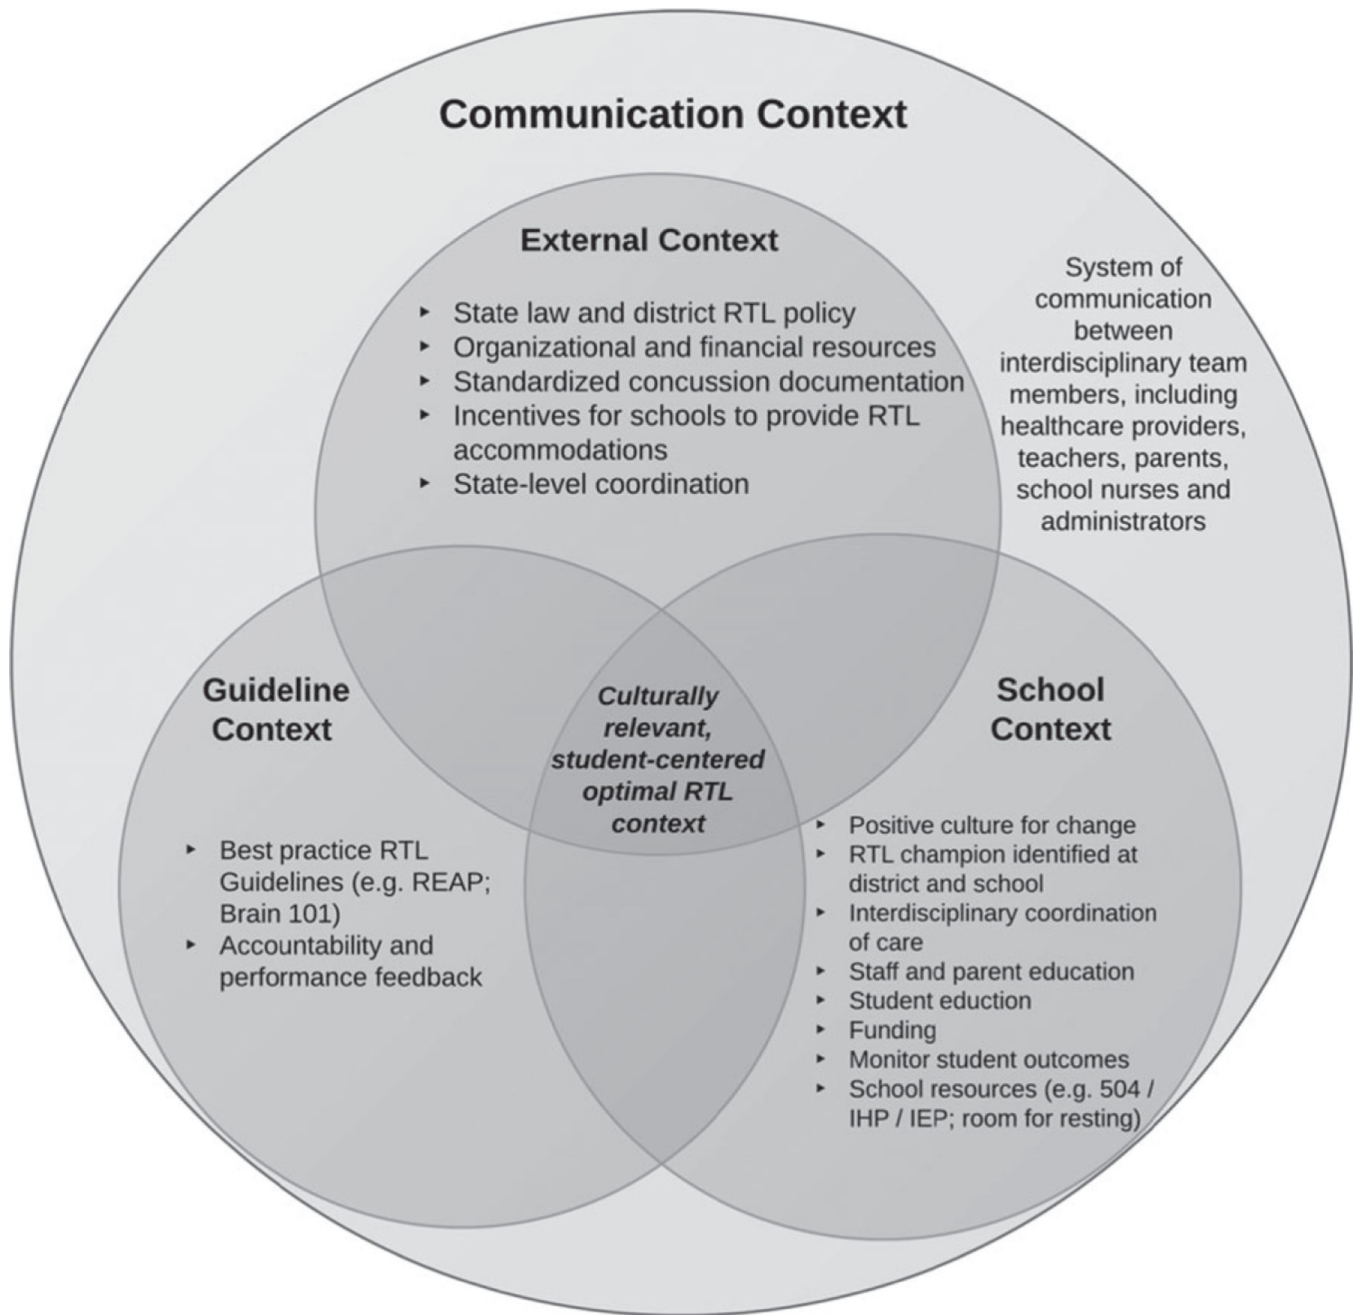 Communication Context
External Context
▸ State law and district RTL policy
▸ Organizational and financial resources
▸ Standardized concussion documentation
▸ Incentives for schools to provide RTL
accommodations
▸ State-level coordination
System of
communication
between
interdisciplinary team
members, including
healthcare providers,
teachers, parents,
school nurses and
administrators
Guideline
Context
▸ Best practice RTL
Guidelines (e.g. REAP;
Brain 101)
▸ Accountability and
performance feedback
Culturally
relevant,
student-centered
optimal RTL
context
School
Context
▸ Positive culture for change
▸ RTL champion identified at
district and school
▸ Interdisciplinary coordination
of care
▸ Staff and parent education
▸ Student eduction
▸ Funding
▸ Monitor student outcomes
▸ School resources (e.g. 504 /
IHP / IEP; room for resting)